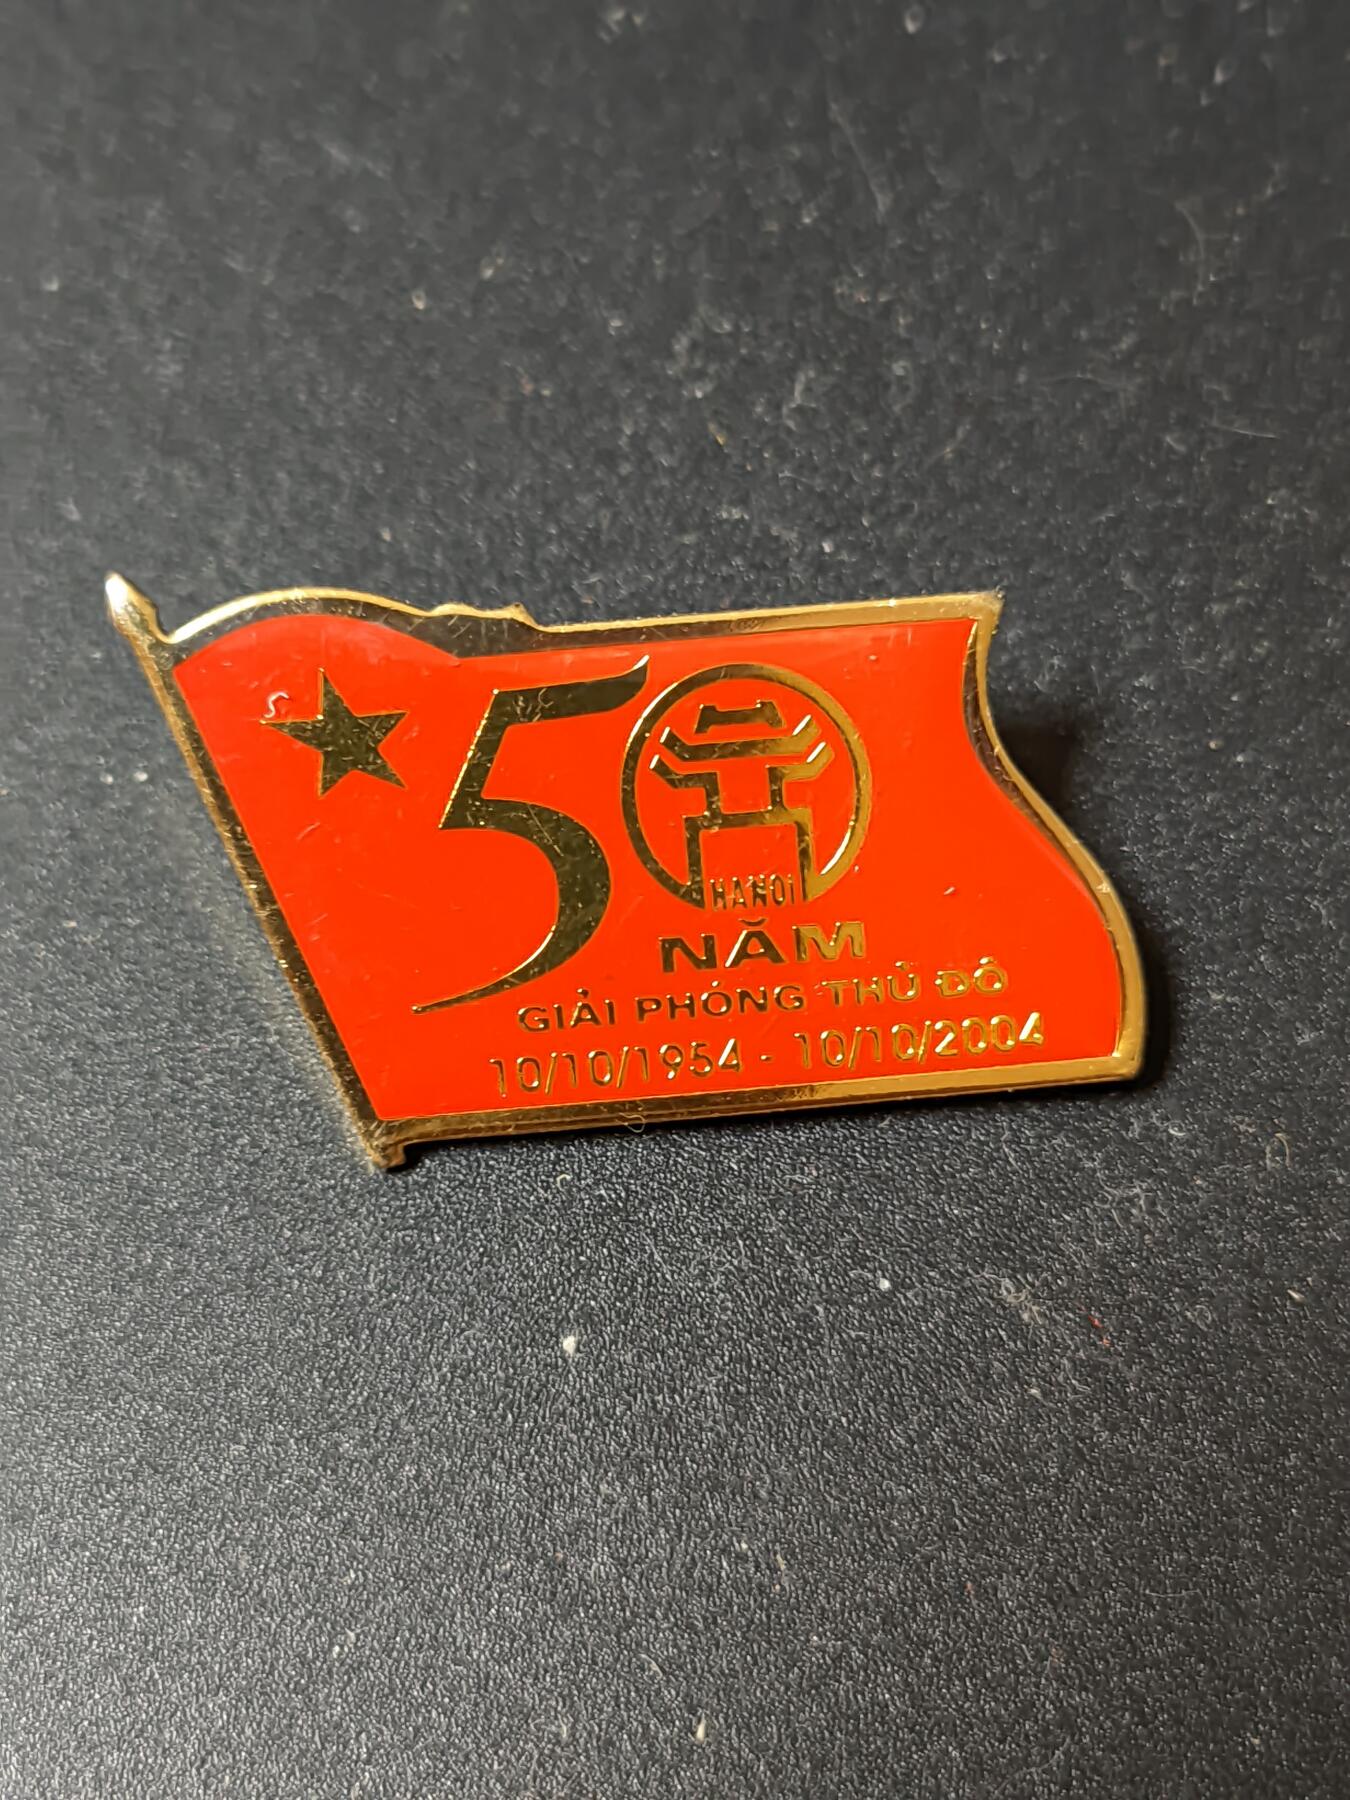 50
HANOI
NĂM
GIẢI PHÓNG THỦ ĐÔ
10/10/1954 - 10/10/2004